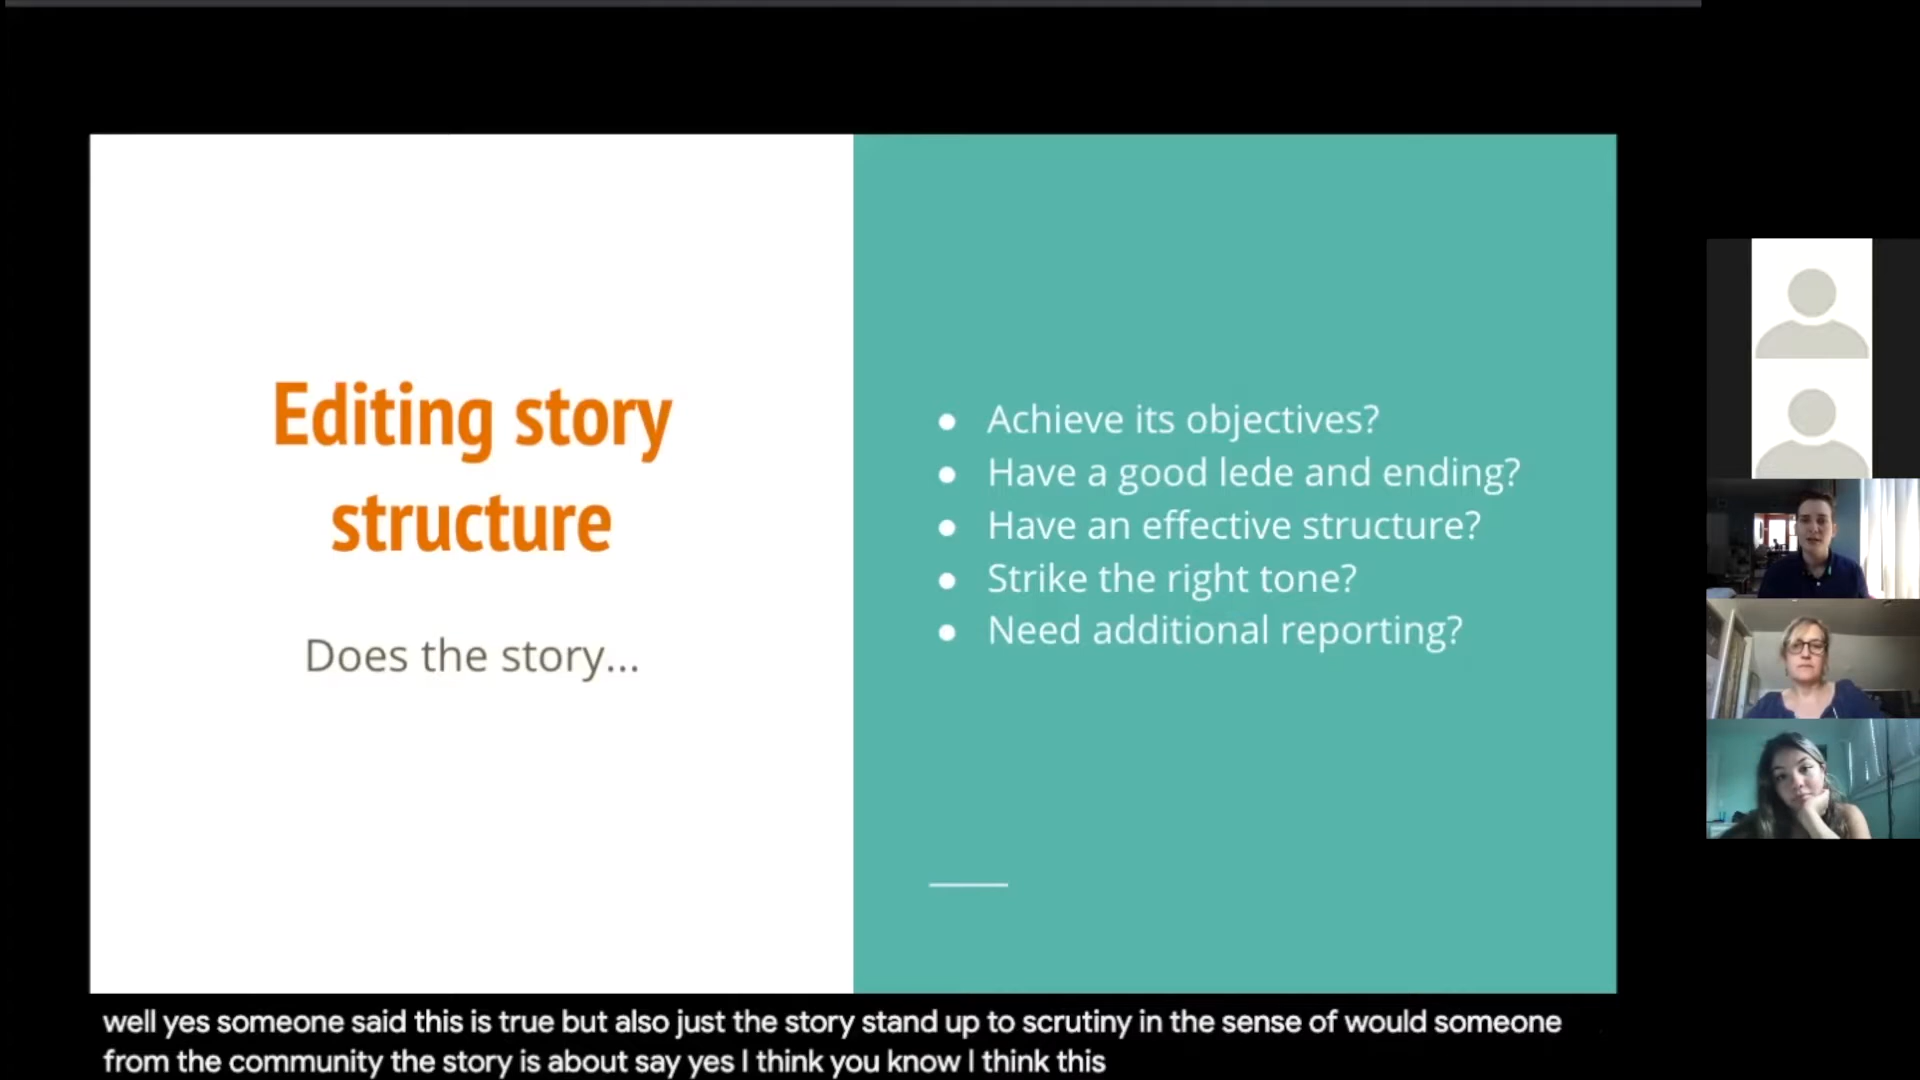 Editing story
structure
Does the story...
● Achieve its objectives?
● Have a good lede and ending?
● Have an effective structure?
● Strike the right tone?
● Need additional reporting?
well yes someone said this is true but also just the story stand up to scrutiny in the sense of would someone
from the community the story is about say yes I think you know I think this